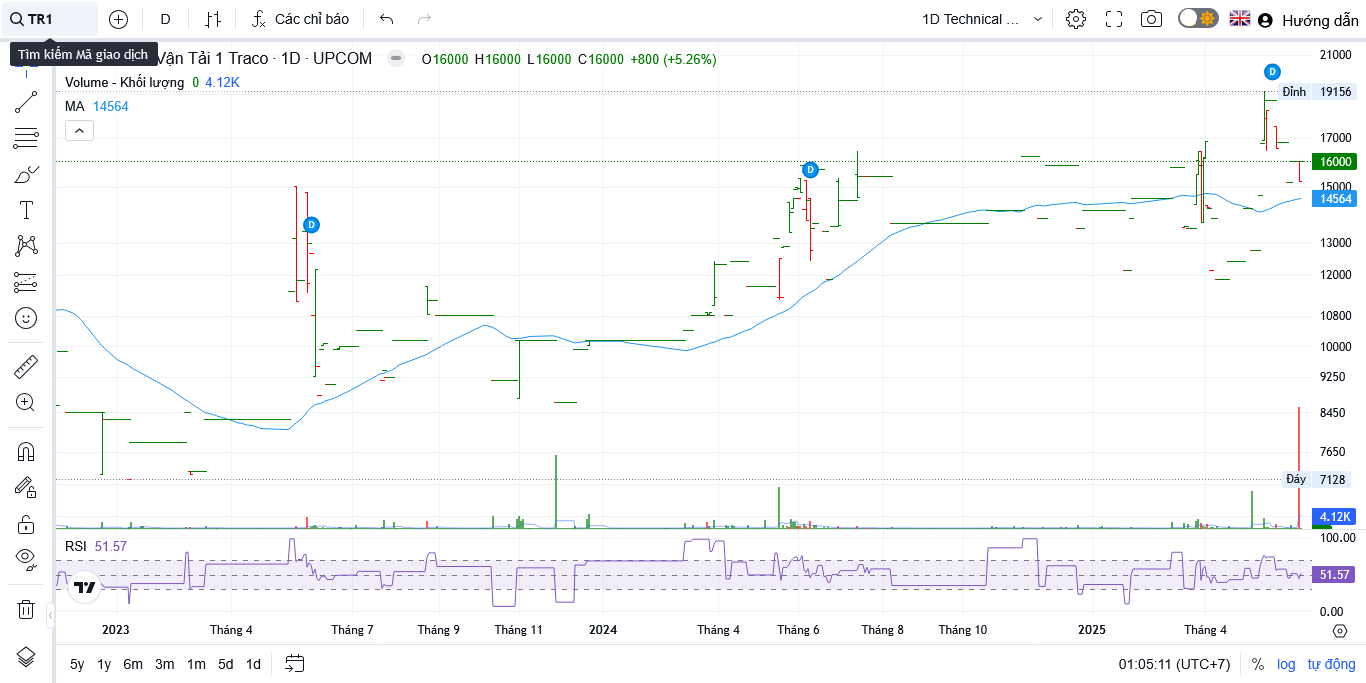 TR1
D
Các chỉ báo
1D Technical ...
Hướng dẫn
Tìm kiếm Mã giao dịch
Vận Tải 1 Traco · 1D · UPCOM
O16000 H16000 L16000 C16000 +800 (+5.26%)
Volume - Khối lượng 0 4.12K
MA 14564
D
D
D
21000
Đỉnh 19156
17000
16000
15000
14564
13000
12000
10800
10000
9250
8450
7650
Đáy 7128
4.12K
RSI 51.57
100.00
51.57
0.00
2023 Tháng 4 Tháng 7 Tháng 9 Tháng 11 2024 Tháng 4 Tháng 6 Tháng 8 Tháng 10 2025 Tháng 4
5y 1y 6m 3m 1m 5d 1d
01:05:11 (UTC+7) % log tự động